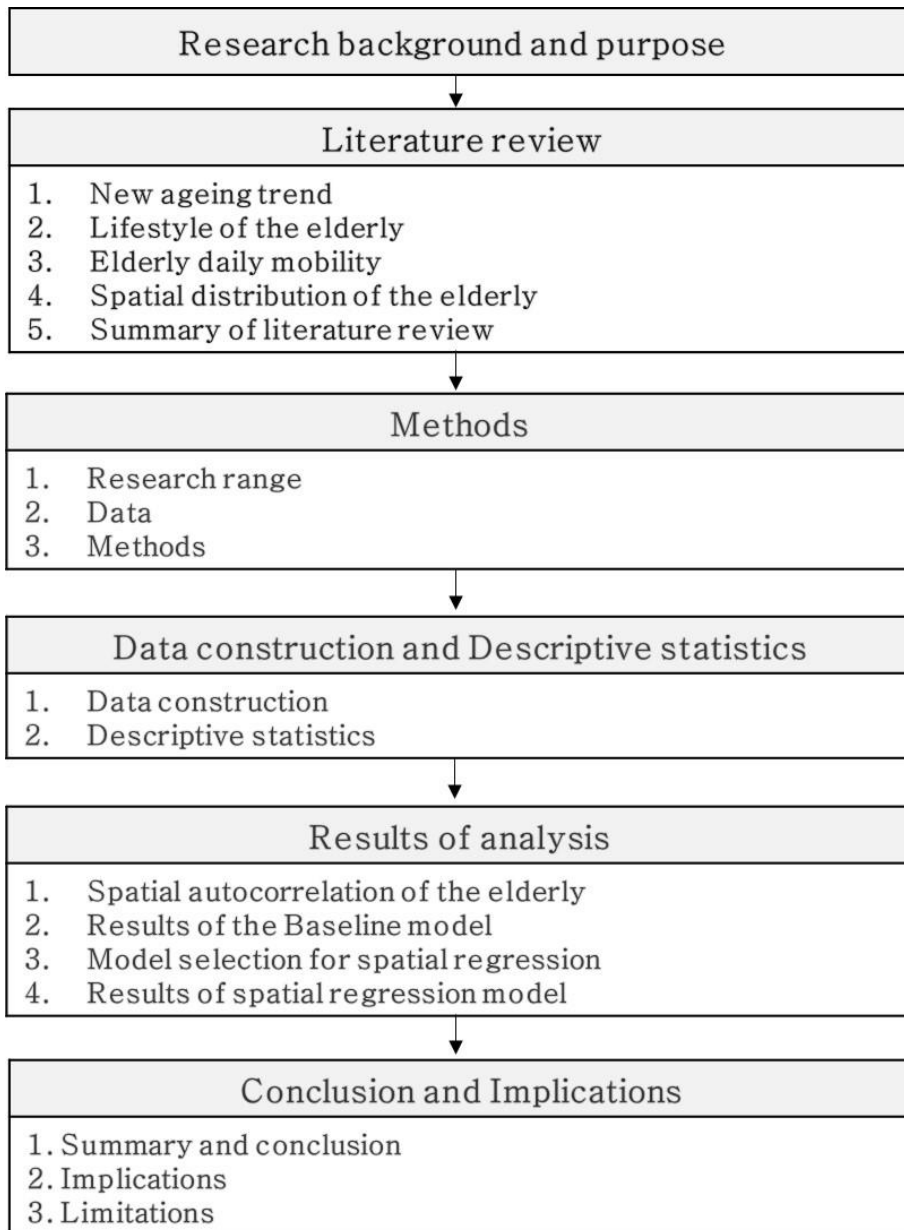 Research background and purpose
Literature review
1. New ageing trend
2. Lifestyle of the elderly
3. Elderly daily mobility
4. Spatial distribution of the elderly
5. Summary of literature review
Methods
1. Research range
2. Data
3. Methods
Data construction and Descriptive statistics
1. Data construction
2. Descriptive statistics
Results of analysis
1. Spatial autocorrelation of the elderly
2. Results of the Baseline model
3. Model selection for spatial regression
4. Results of spatial regression model
Conclusion and Implications
1. Summary and conclusion
2. Implications
3. Limitations